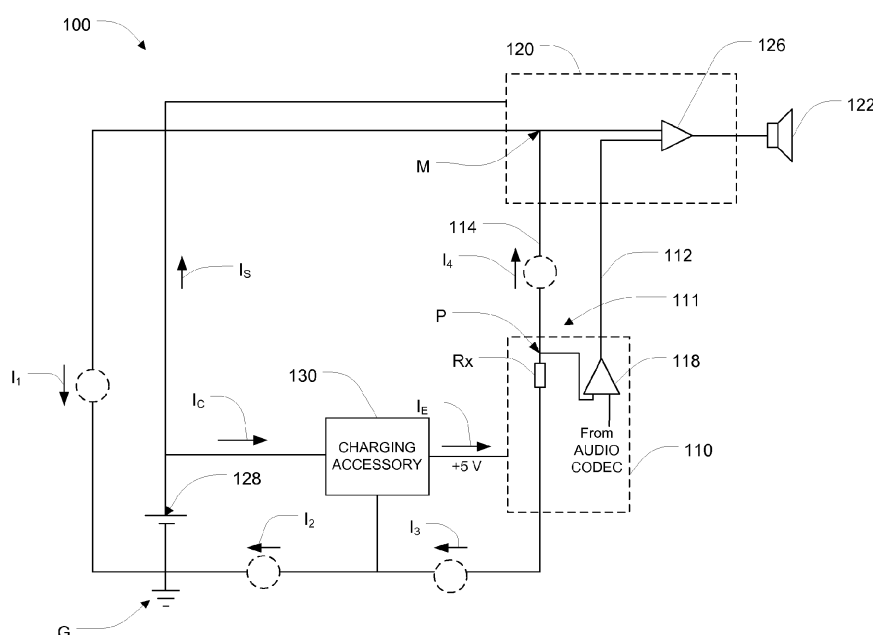 100
120
126
122
M
114
I4
112
IS
111
P
Rx
118
I1
130
IC
IE
CHARGING
ACCESSORY
+5 V
From
AUDIO
CODEC
110
128
I2
I3
G